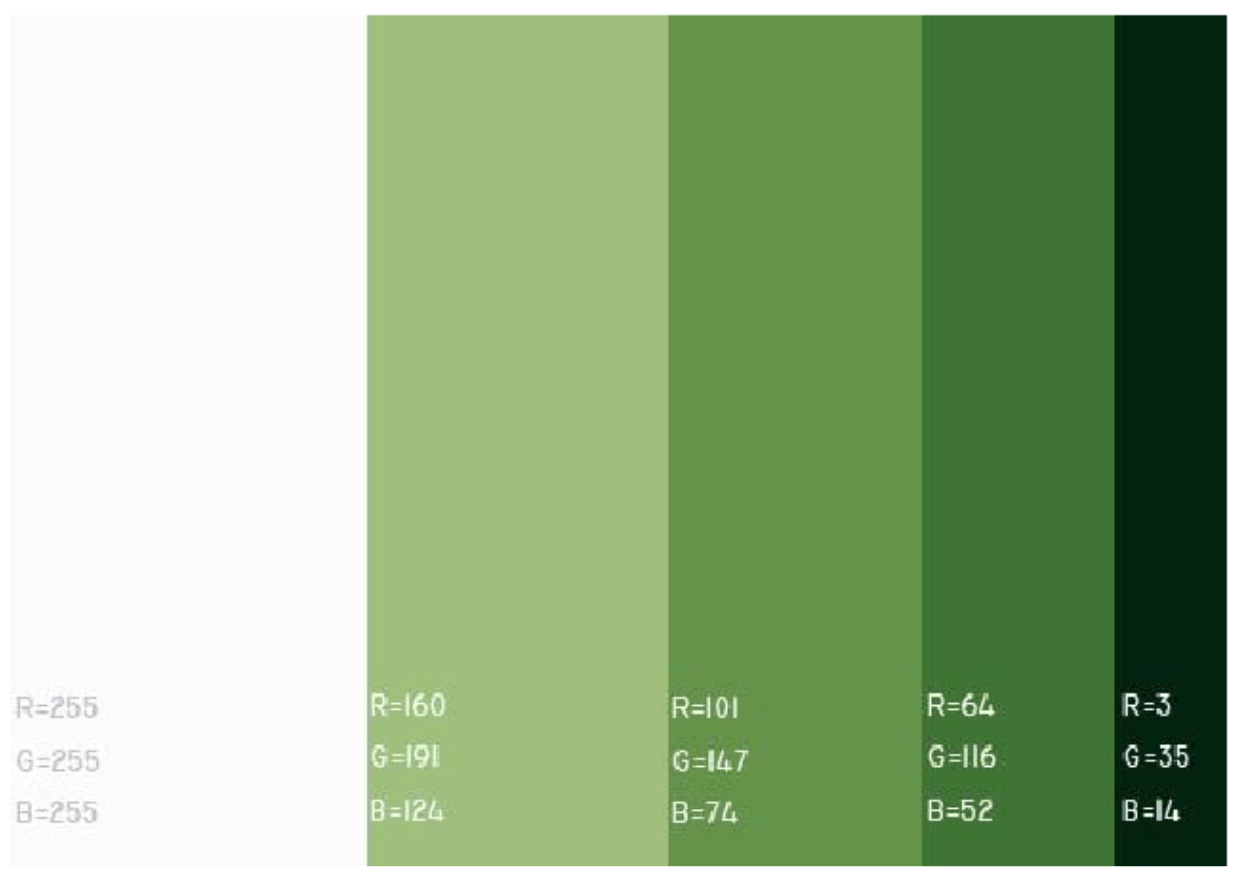 R=255
G=255
B=255
R=160
G=191
B=124
R=101
G=147
B=74
R=64
G=116
B=52
R=3
G=35
B=14